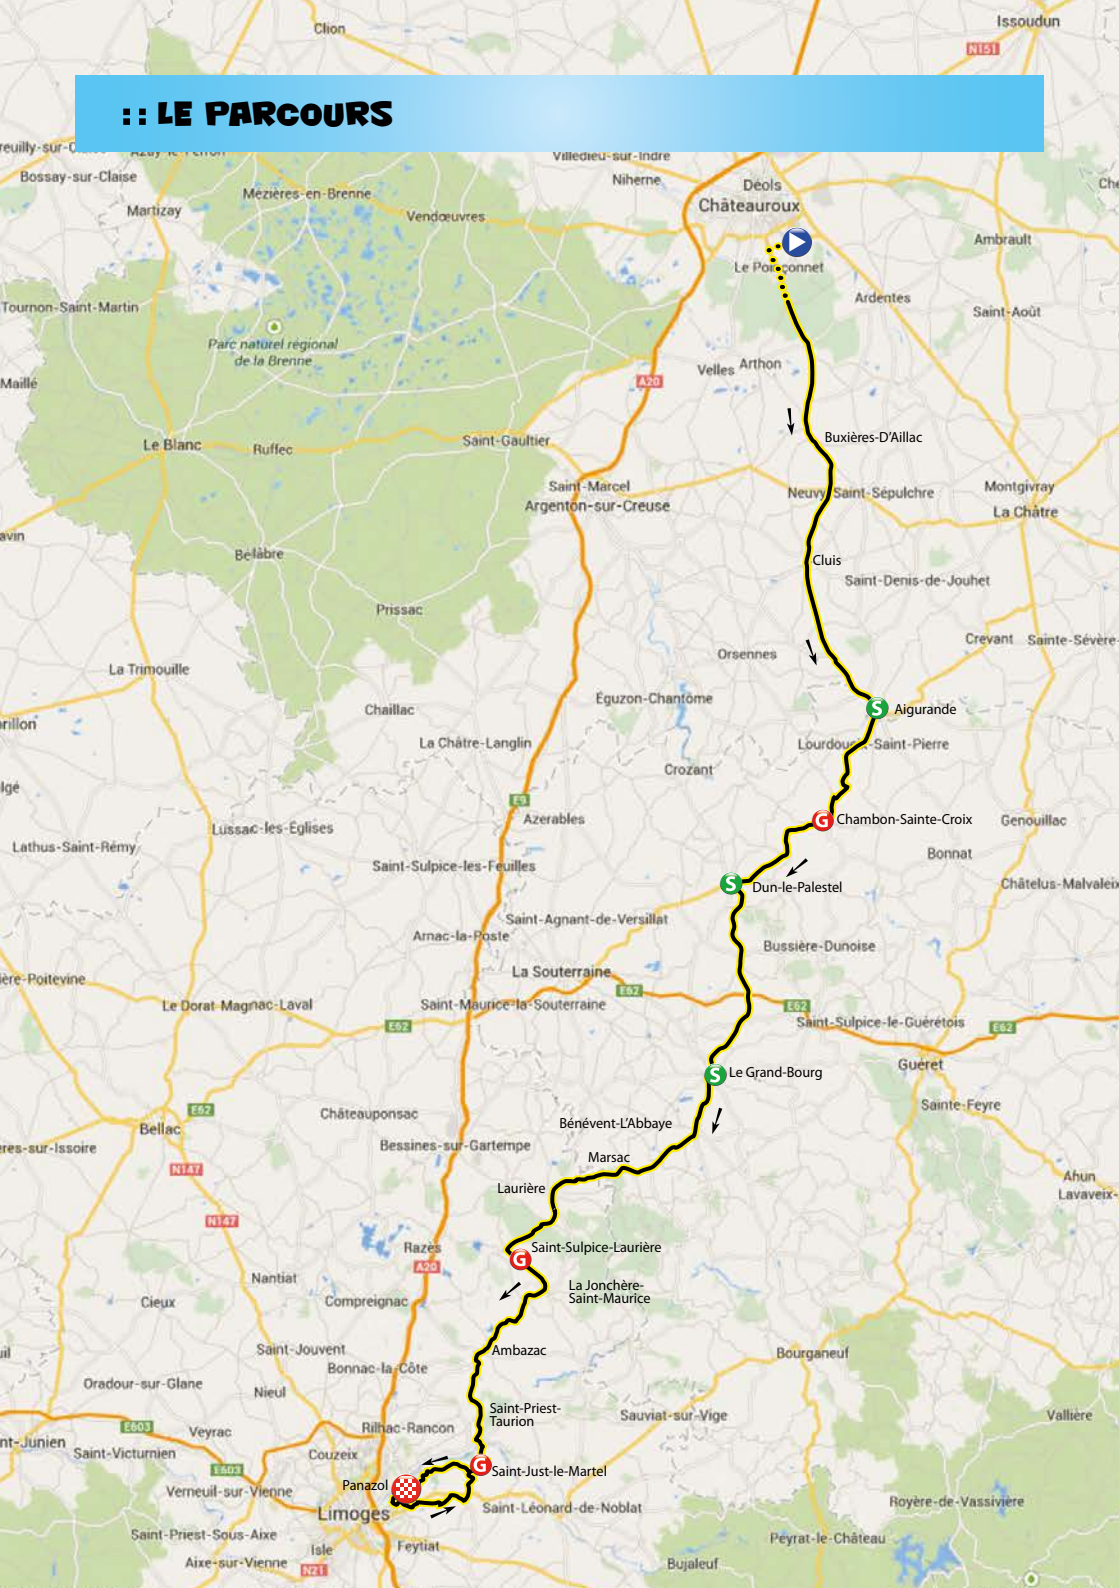 Clion
Issoudun
N151
:: LE PARCOURS
Villedieu-sur-Indre
Bossay-sur-Claise
Mézières-en-Brenne
Niherne
Déols
Châteauroux
Martizay
Vendœuvres
Ambrault
Le Poinçonnet
Ardentes
Tournon-Saint-Martin
Saint-Août
Parc naturel régional
de la Brenne
Velles
Arthon
Maillé
A20
Le Blanc
Ruffec
Saint-Gaultier
Buxières-D'Aillac
Saint-Marcel
Argenton-sur-Creuse
Neuvy-Saint-Sépulchre
Montgivray
La Châtre
Bélâbre
Cluis
Saint-Denis-de-Jouhet
Prissac
Crevant
Sainte-Sévère-
Orsennes
La Trimouille
Éguzon-Chantôme
Chaillac
S
Aigurande
La Châtre-Langlin
Lourdoueix-Saint-Pierre
Crozant
E9
Azerables
G
Chambon-Sainte-Croix
Genouillac
Lussac-les-Églises
Lathus-Saint-Rémy
Bonnat
Saint-Sulpice-les-Feuilles
S
Dun-le-Palestel
Châtelus-Malvaleix
Saint-Agnant-de-Versillat
Arnac-la-Poste
Bussière-Dunoise
La Souterraine
E62
Le Dorat
Magnac-Laval
Saint-Maurice-la-Souterraine
E62
Saint-Sulpice-le-Guérétois
E62
E62
Guéret
S
Le Grand-Bourg
E62
Châteauponsac
Sainte-Feyre
Bellac
Bénévent-L'Abbaye
Bessines-sur-Gartempe
Marsac
N147
Ahun
Laurière
Lavaveix-
N147
Razès
A20
G
Saint-Sulpice-Laurière
Nantiat
La Jonchère-
Saint-Maurice
Cieux
Compreignac
Saint-Jouvent
Ambazac
Bourganeuf
Bonnac-la-Côte
Oradour-sur-Glane
Nieul
Saint-Priest-
Taurion
Sauviat-sur-Vige
Vallière
E603
Veyrac
Rilhac-Rancon
nt-Junien
Saint-Victurnien
Couzeix
E603
G
Saint-Just-le-Martel
Panazol
Verneuil-sur-Vienne
Limoges
Saint-Léonard-de-Noblat
Royère-de-Vassivière
Saint-Priest-Sous-Aixe
Isle
Feytiat
Peyrat-le-Château
Aixe-sur-Vienne
N21
Bujaleuf